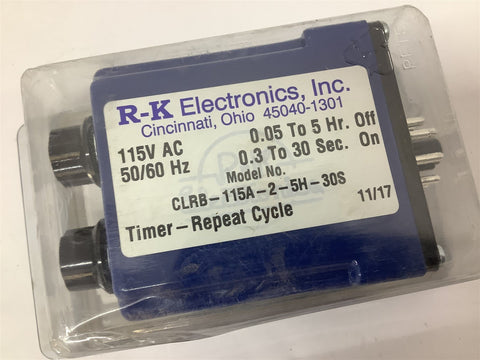 R-K Electronics, Inc.
Cincinnati, Ohio 45040-1301
115V AC 0.05 To 5 Hr. Off
50/60 Hz 0.3 To 30 Sec. On
Model No.
CLRB-115A-2-5H-30S
Timer-Repeat Cycle 11/17